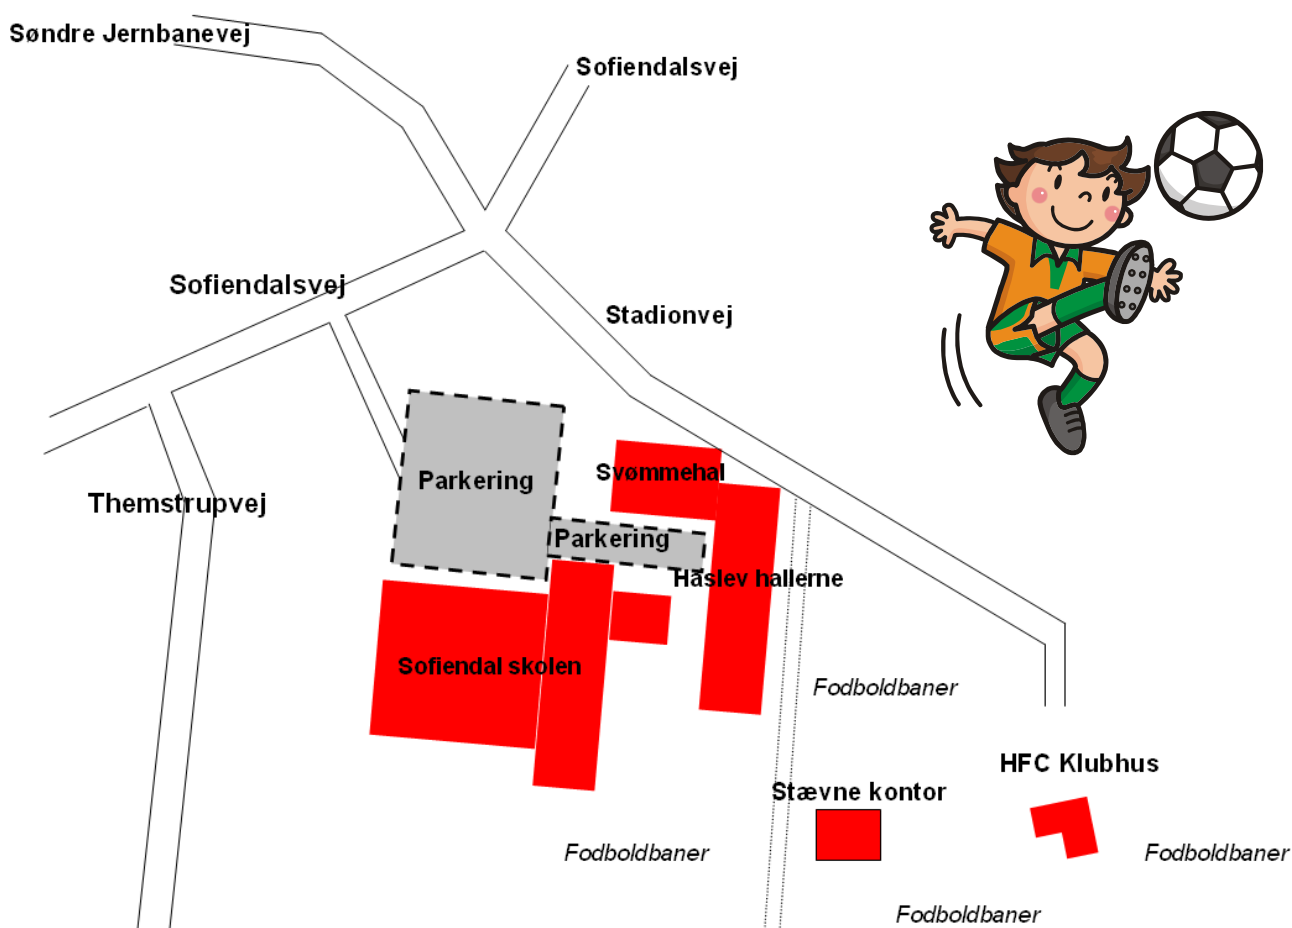 Søndre Jernbanevej
Sofiendalsvej
Sofiendalsvej
Stadionvej
Parkering
Svømmehal
Themstrupvej
Parkering
Haslev hallerne
Sofiendal skolen
Fodboldbaner
HFC Klubhus
Stævne kontor
Fodboldbaner
Fodboldbaner
Fodboldbaner